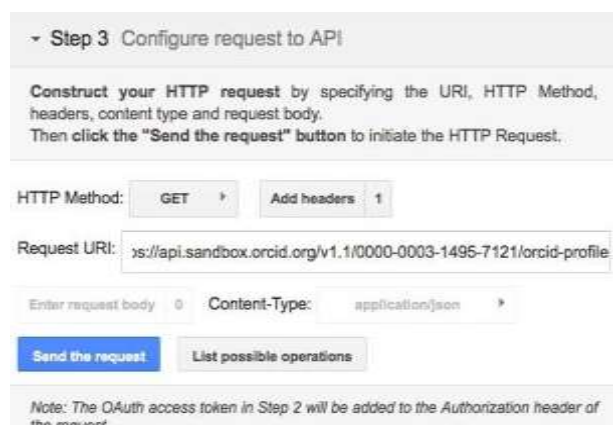 Step 3 Configure request to API
Construct your HTTP request by specifying the URI, HTTP Method,
headers, content type and request body.
Then click the "Send the request" button to initiate the HTTP Request.
HTTP Method: GET Add headers 1
Request URI: ps://api.sandbox.orcid.org/v1.1/0000-0003-1495-7121/orcid-profile
Enter request body 0 Content-Type: application/json
Send the request List possible operations
Note: The OAuth access token in Step 2 will be added to the Authorization header of
the request